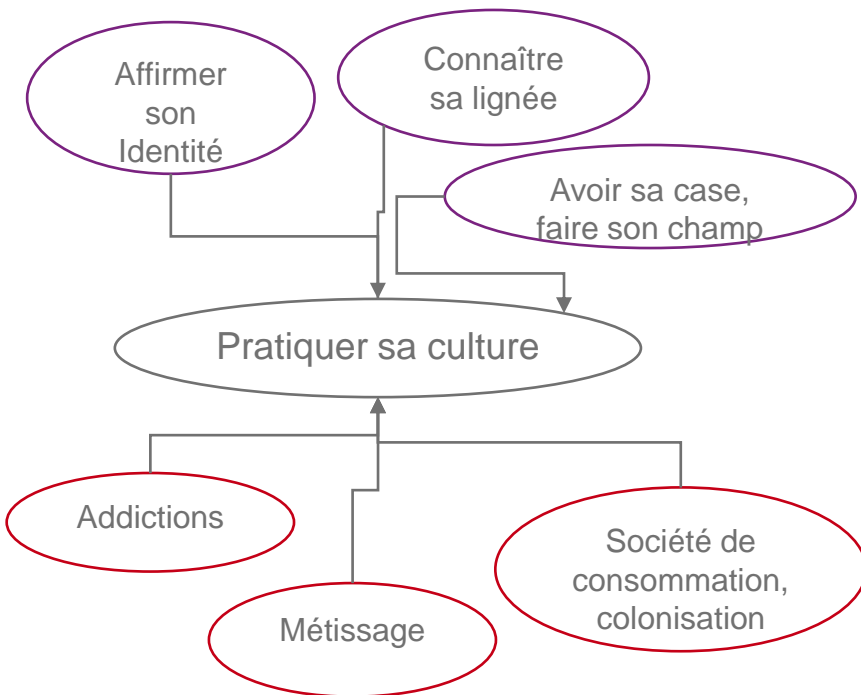 Affirmer
son
Identité
Connaître
sa lignée
Avoir sa case,
faire son champ
Pratiquer sa culture
Addictions
Métissage
Société de
consommation,
colonisation